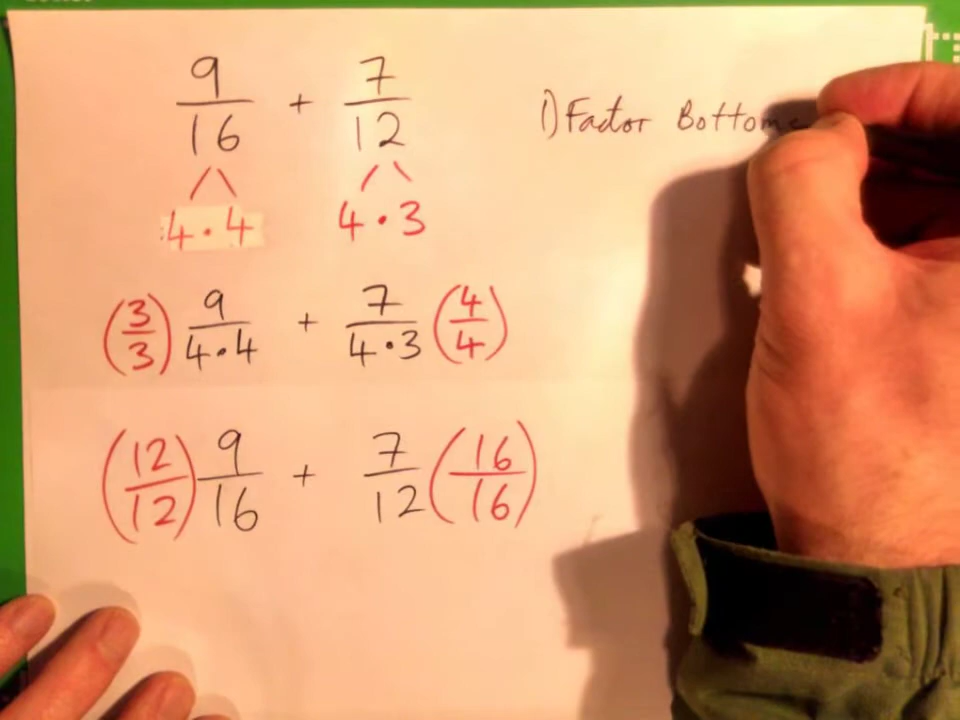 9/16 + 7/12
1) Factor Bottoms
4 · 4    4 · 3
(3/3) 9/(4·4) + 7/(4·3) (4/4)
(12/12) 9/16 + 7/12 (16/16)